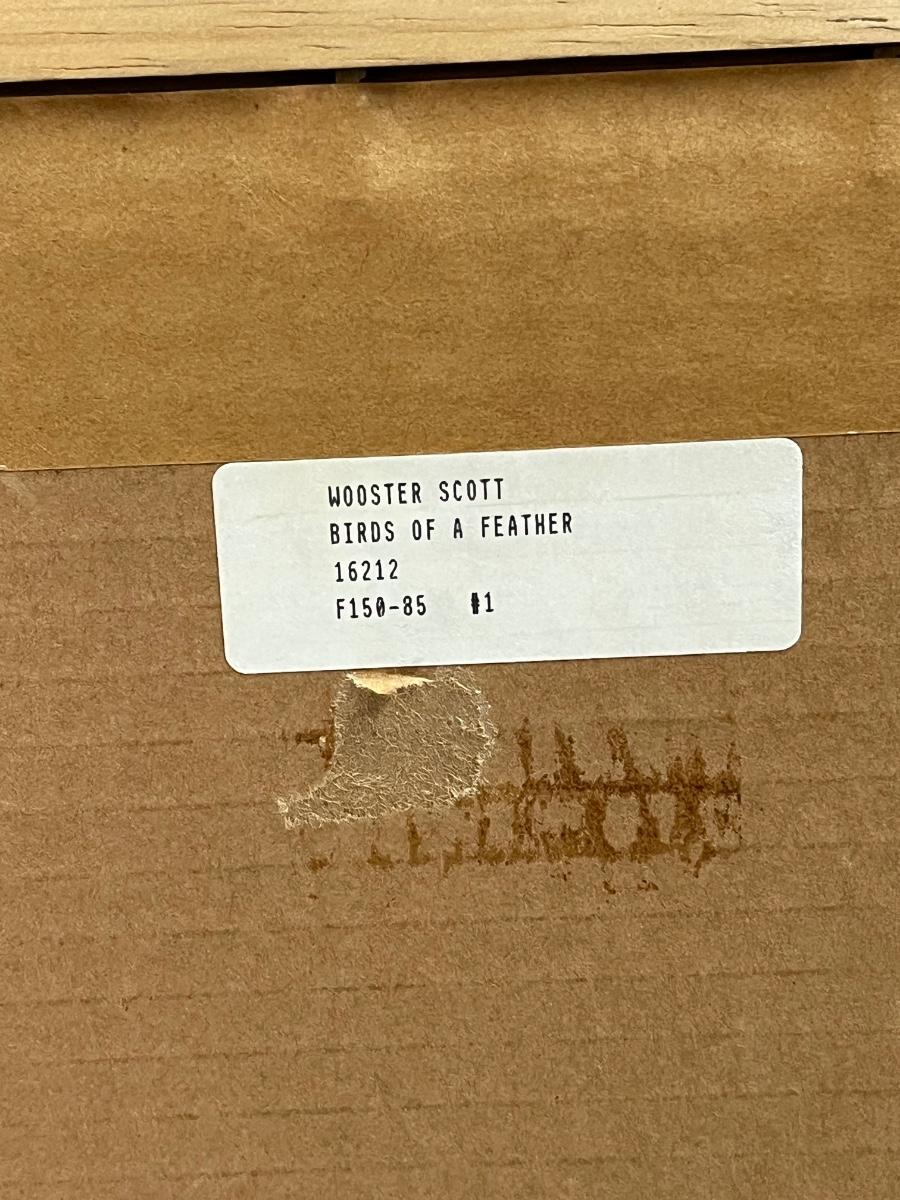 WOOSTER SCOTT
BIRDS OF A FEATHER
16212
F150-85 #1